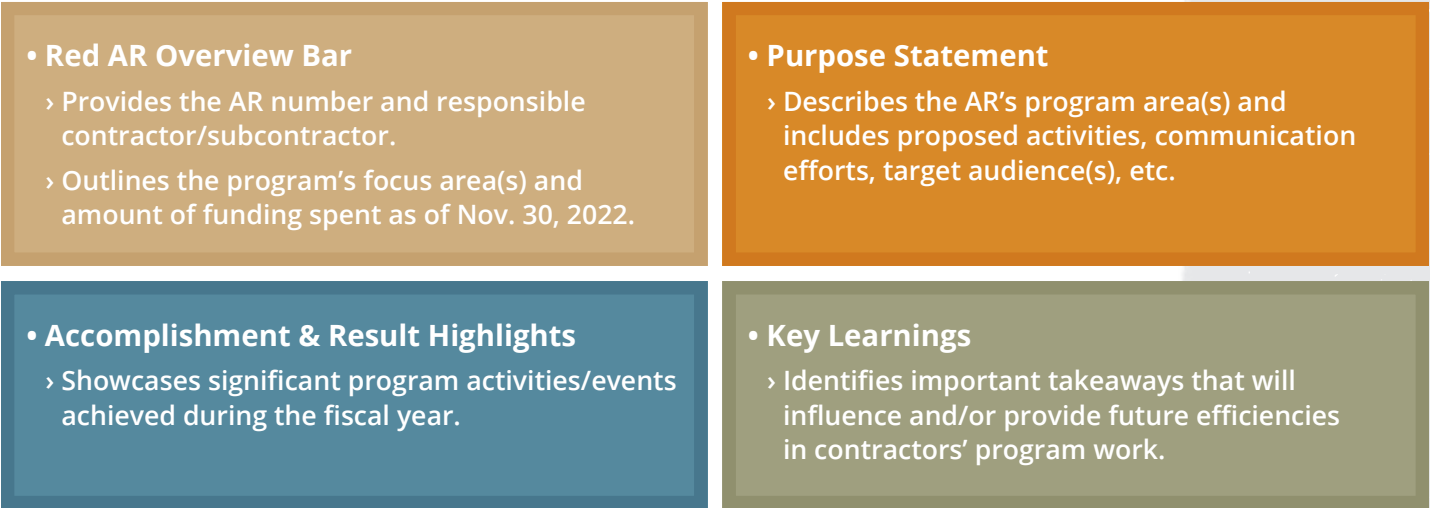 • Red AR Overview Bar
› Provides the AR number and responsible
contractor/subcontractor.
› Outlines the program’s focus area(s) and
amount of funding spent as of Nov. 30, 2022.
• Purpose Statement
› Describes the AR’s program area(s) and
includes proposed activities, communication
efforts, target audience(s), etc.
• Accomplishment & Result Highlights
› Showcases significant program activities/events
achieved during the fiscal year.
• Key Learnings
› Identifies important takeaways that will
influence and/or provide future efficiencies
in contractors’ program work.